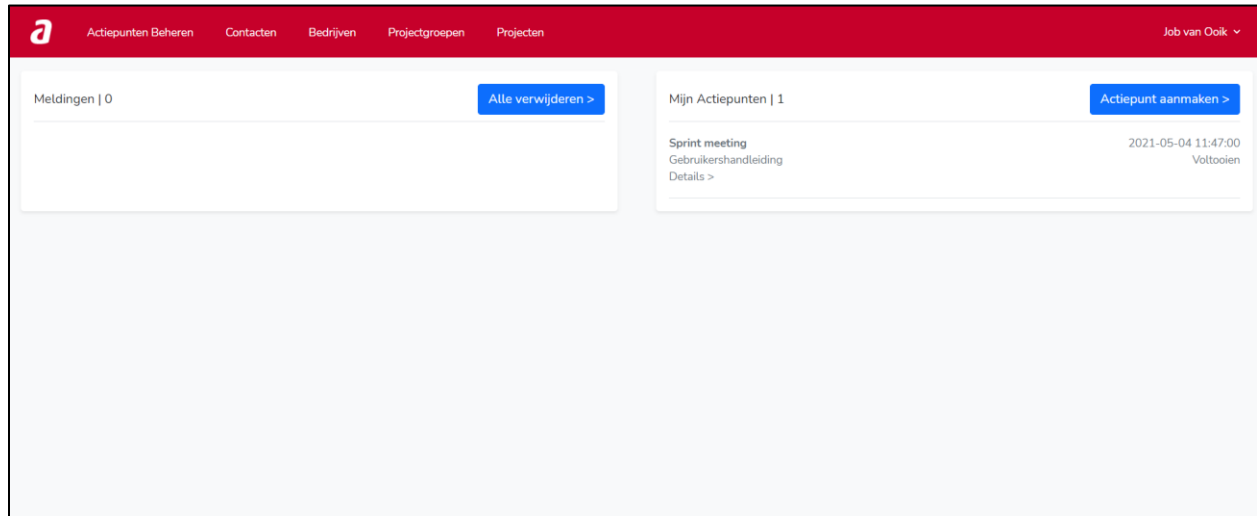 a
Actiepunten Beheren
Contacten
Bedrijven
Projectgroepen
Projecten
Job van Ooik
Meldingen | 0
Alle verwijderen >
Mijn Actiepunten | 1
Actiepunt aanmaken >
Sprint meeting
2021-05-04 11:47:00
Gebruikershandleiding
Voltooien
Details >